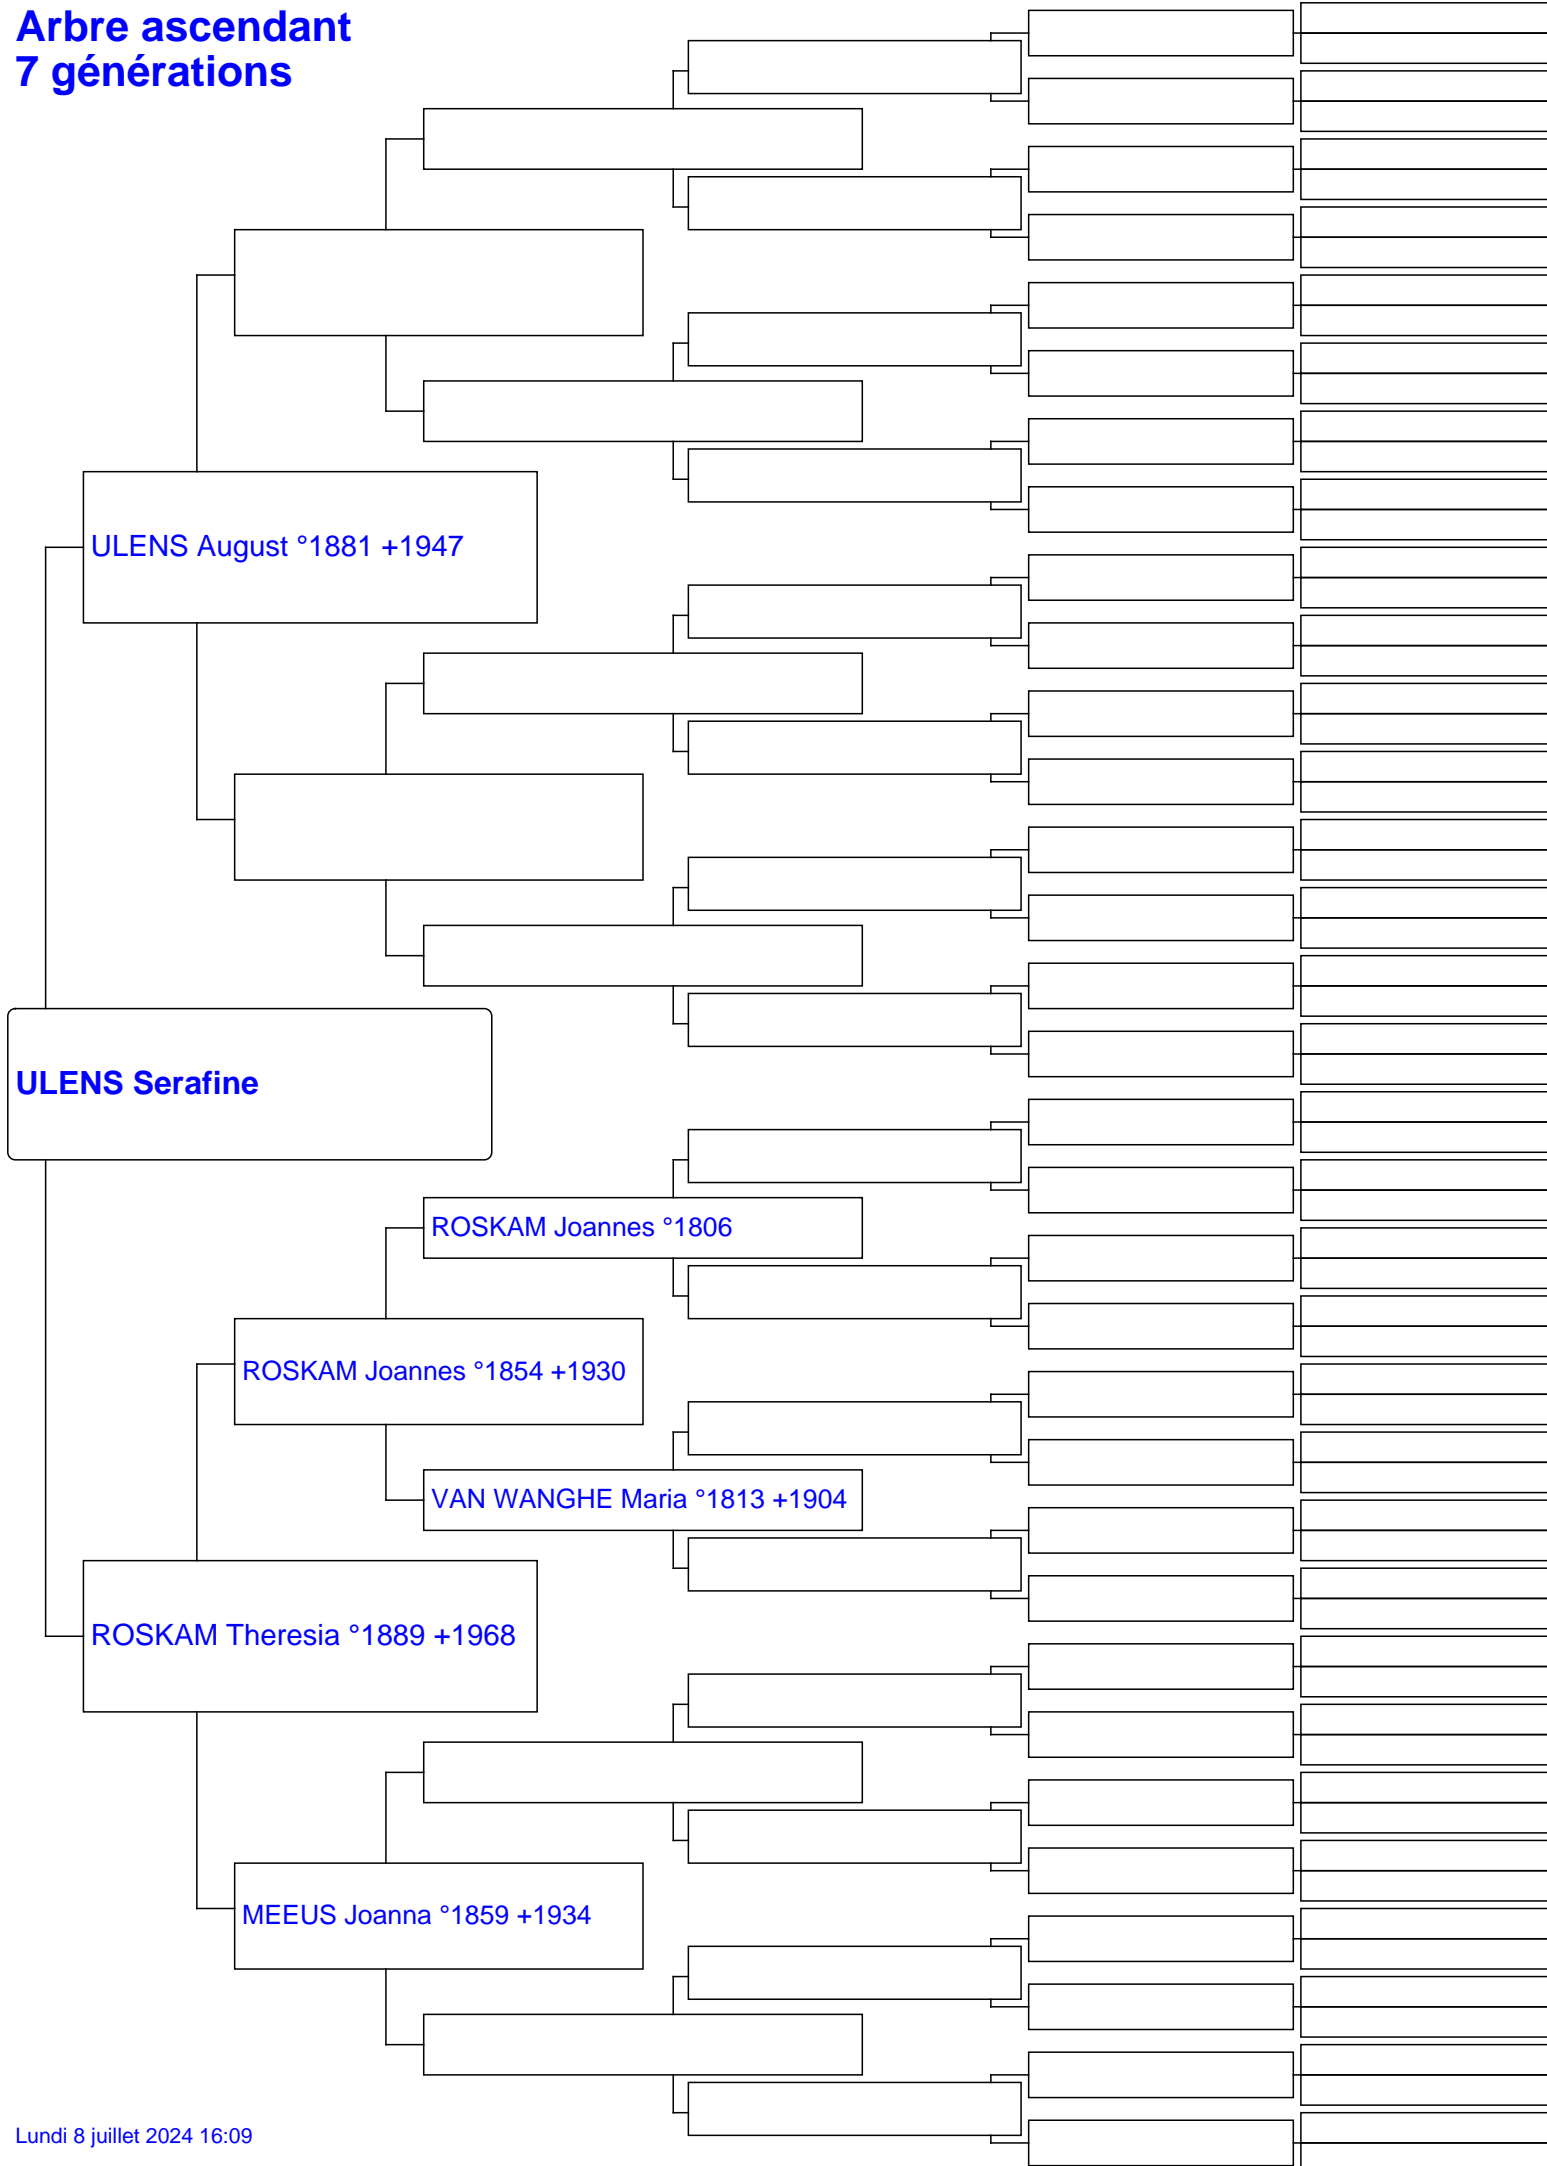 Arbre ascendant
7 générations
ULENS August °1881 +1947
ULENS Serafine
ROSKAM Joannes °1806
ROSKAM Joannes °1854 +1930
VAN WANGHE Maria °1813 +1904
ROSKAM Theresia °1889 +1968
MEEUS Joanna °1859 +1934
Lundi 8 juillet 2024 16:09